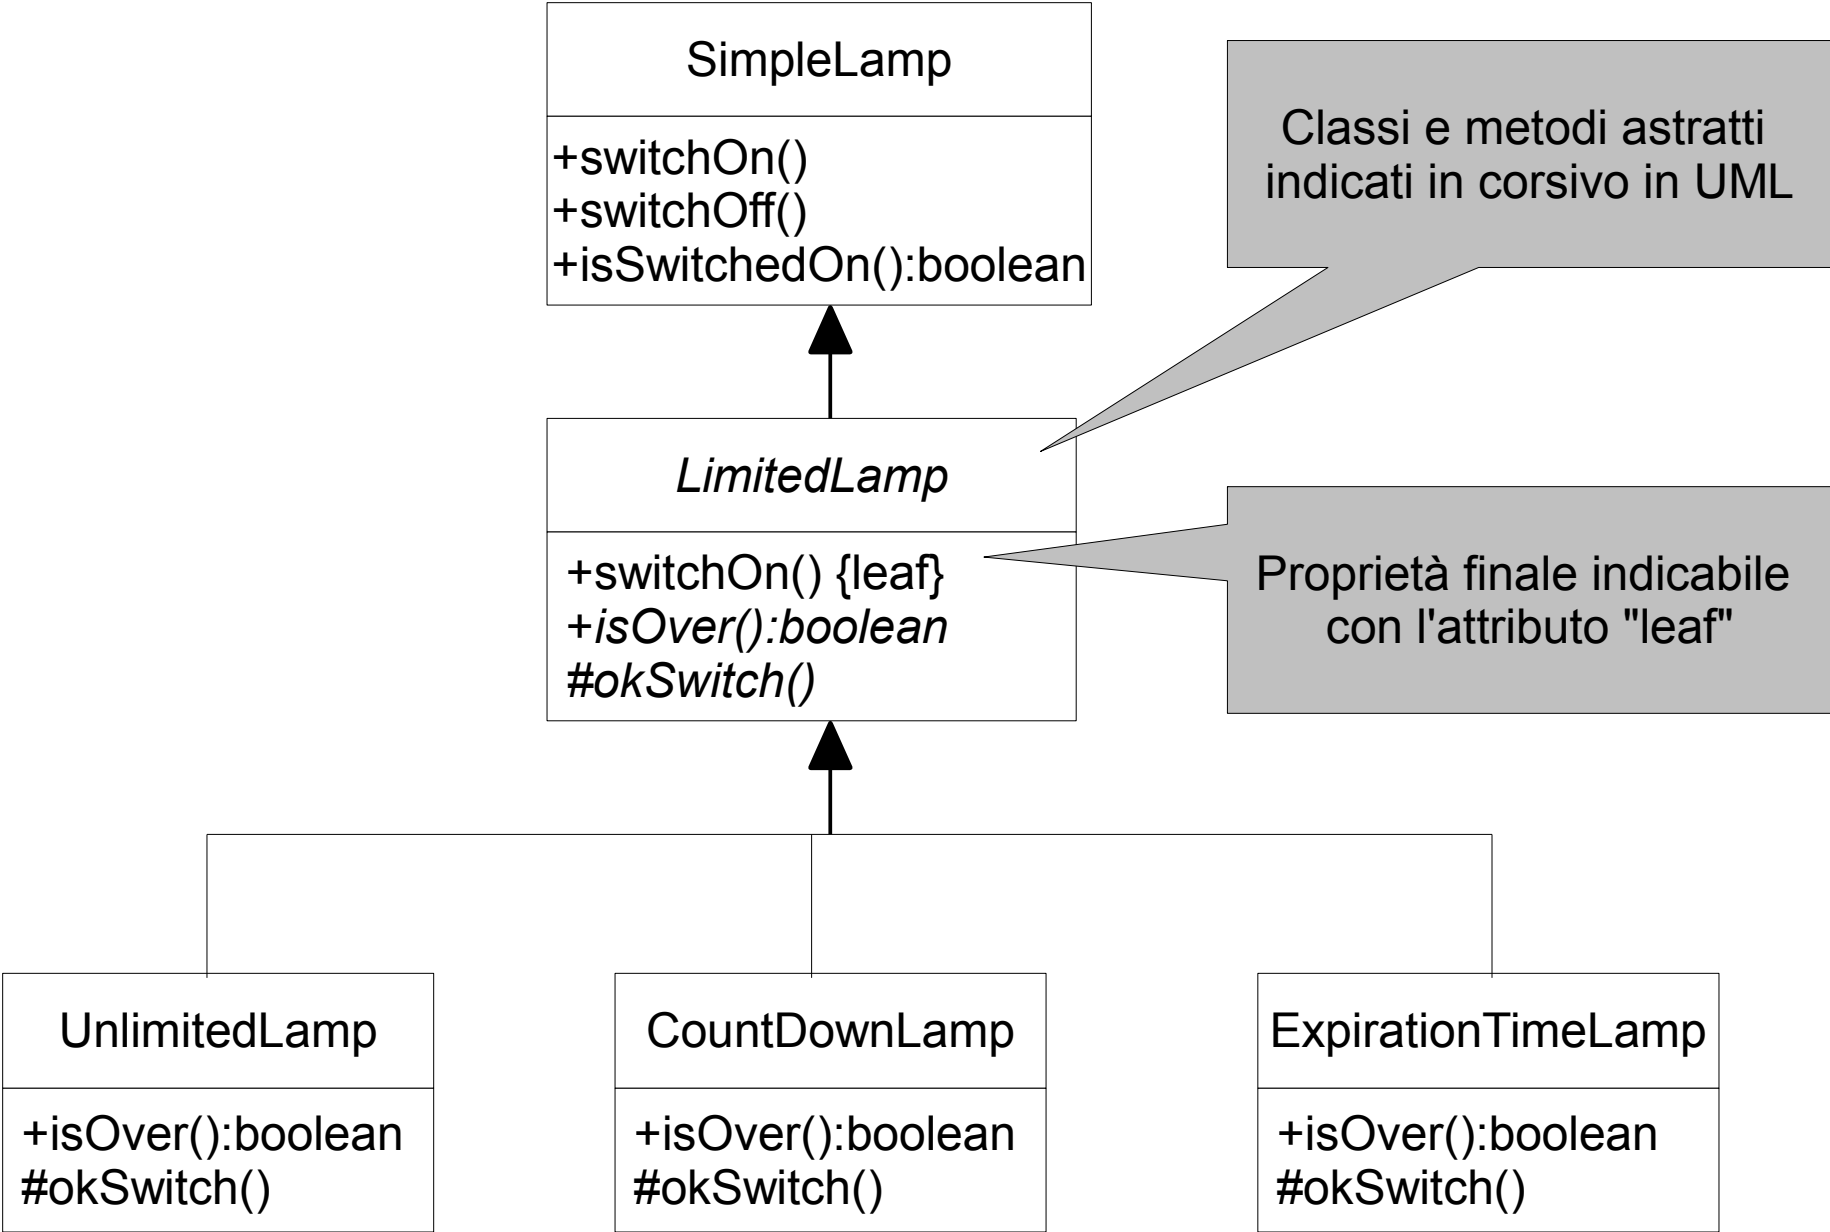 SimpleLamp
+switchOn()
+switchOff()
+isSwitchedOn():boolean
Classi e metodi astratti
indicati in corsivo in UML
LimitedLamp
+switchOn() {leaf}
+isOver():boolean
#okSwitch()
Proprietà finale indicabile
con l'attributo "leaf"
UnlimitedLamp
+isOver():boolean
#okSwitch()
CountDownLamp
+isOver():boolean
#okSwitch()
ExpirationTimeLamp
+isOver():boolean
#okSwitch()